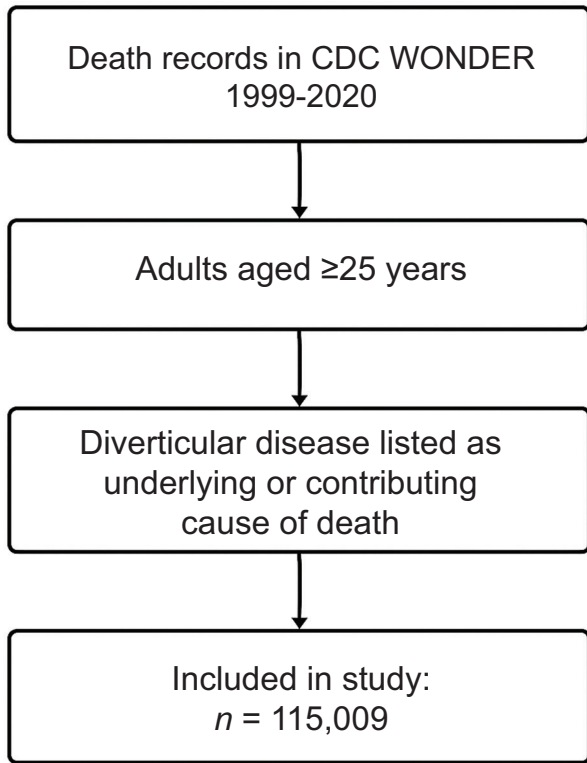 Death records in CDC WONDER
1999-2020
Adults aged ≥25 years
Diverticular disease listed as
underlying or contributing
cause of death
Included in study:
n = 115,009